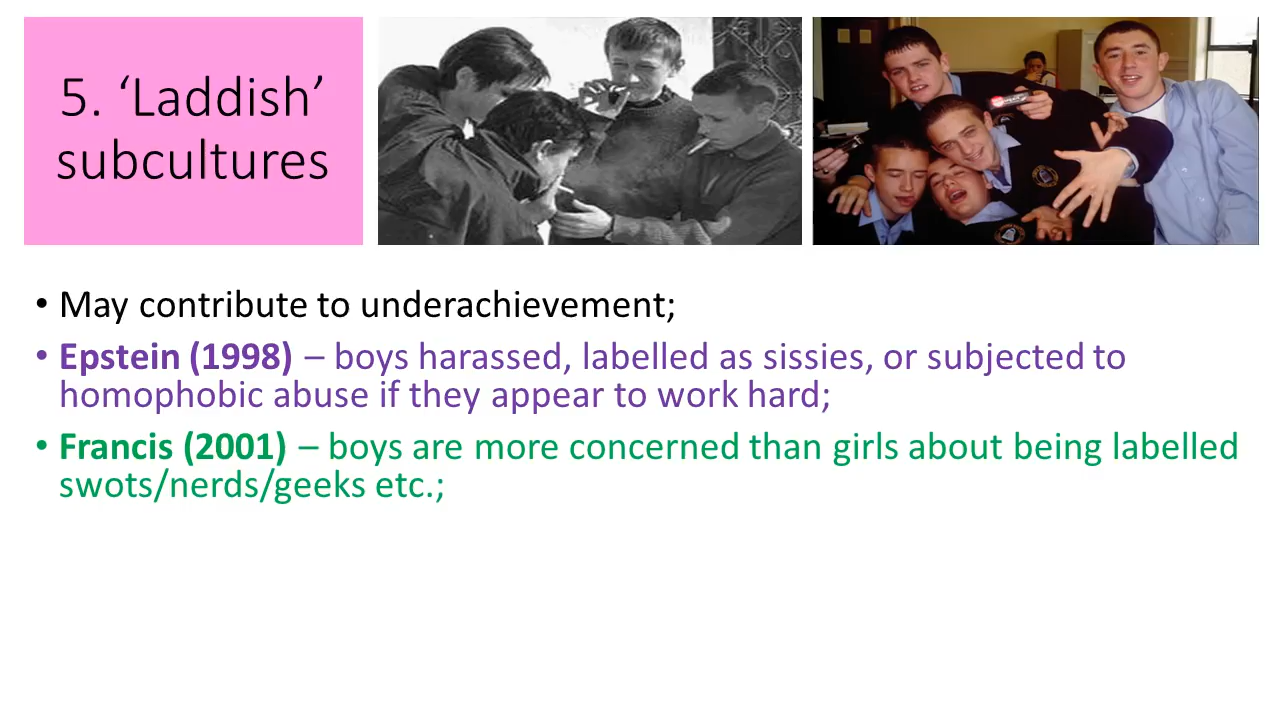 5. ‘Laddish’
subcultures
• May contribute to underachievement;
• Epstein (1998) – boys harassed, labelled as sissies, or subjected to
homophobic abuse if they appear to work hard;
• Francis (2001) – boys are more concerned than girls about being labelled
swots/nerds/geeks etc.;